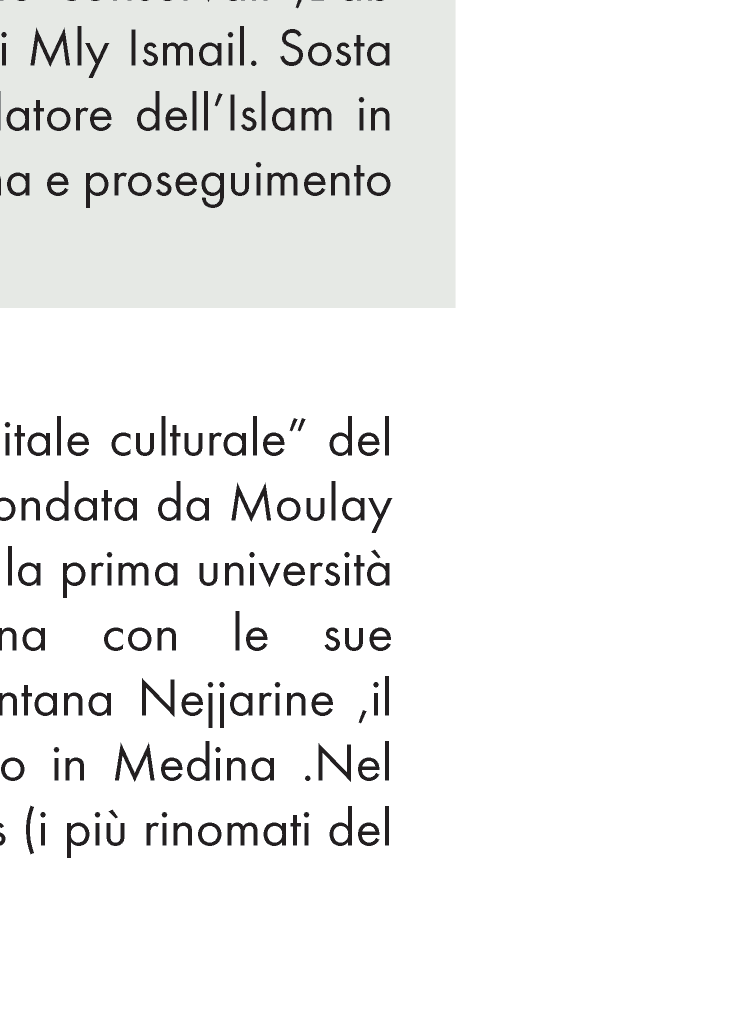 i Mly Ismail. Sosta
latore dell’Islam in
na e proseguimento
itale culturale” del
ondata da Moulay
la prima università
na con le sue
ntana Nejjarine ,il
o in Medina .Nel
s (i più rinomati del